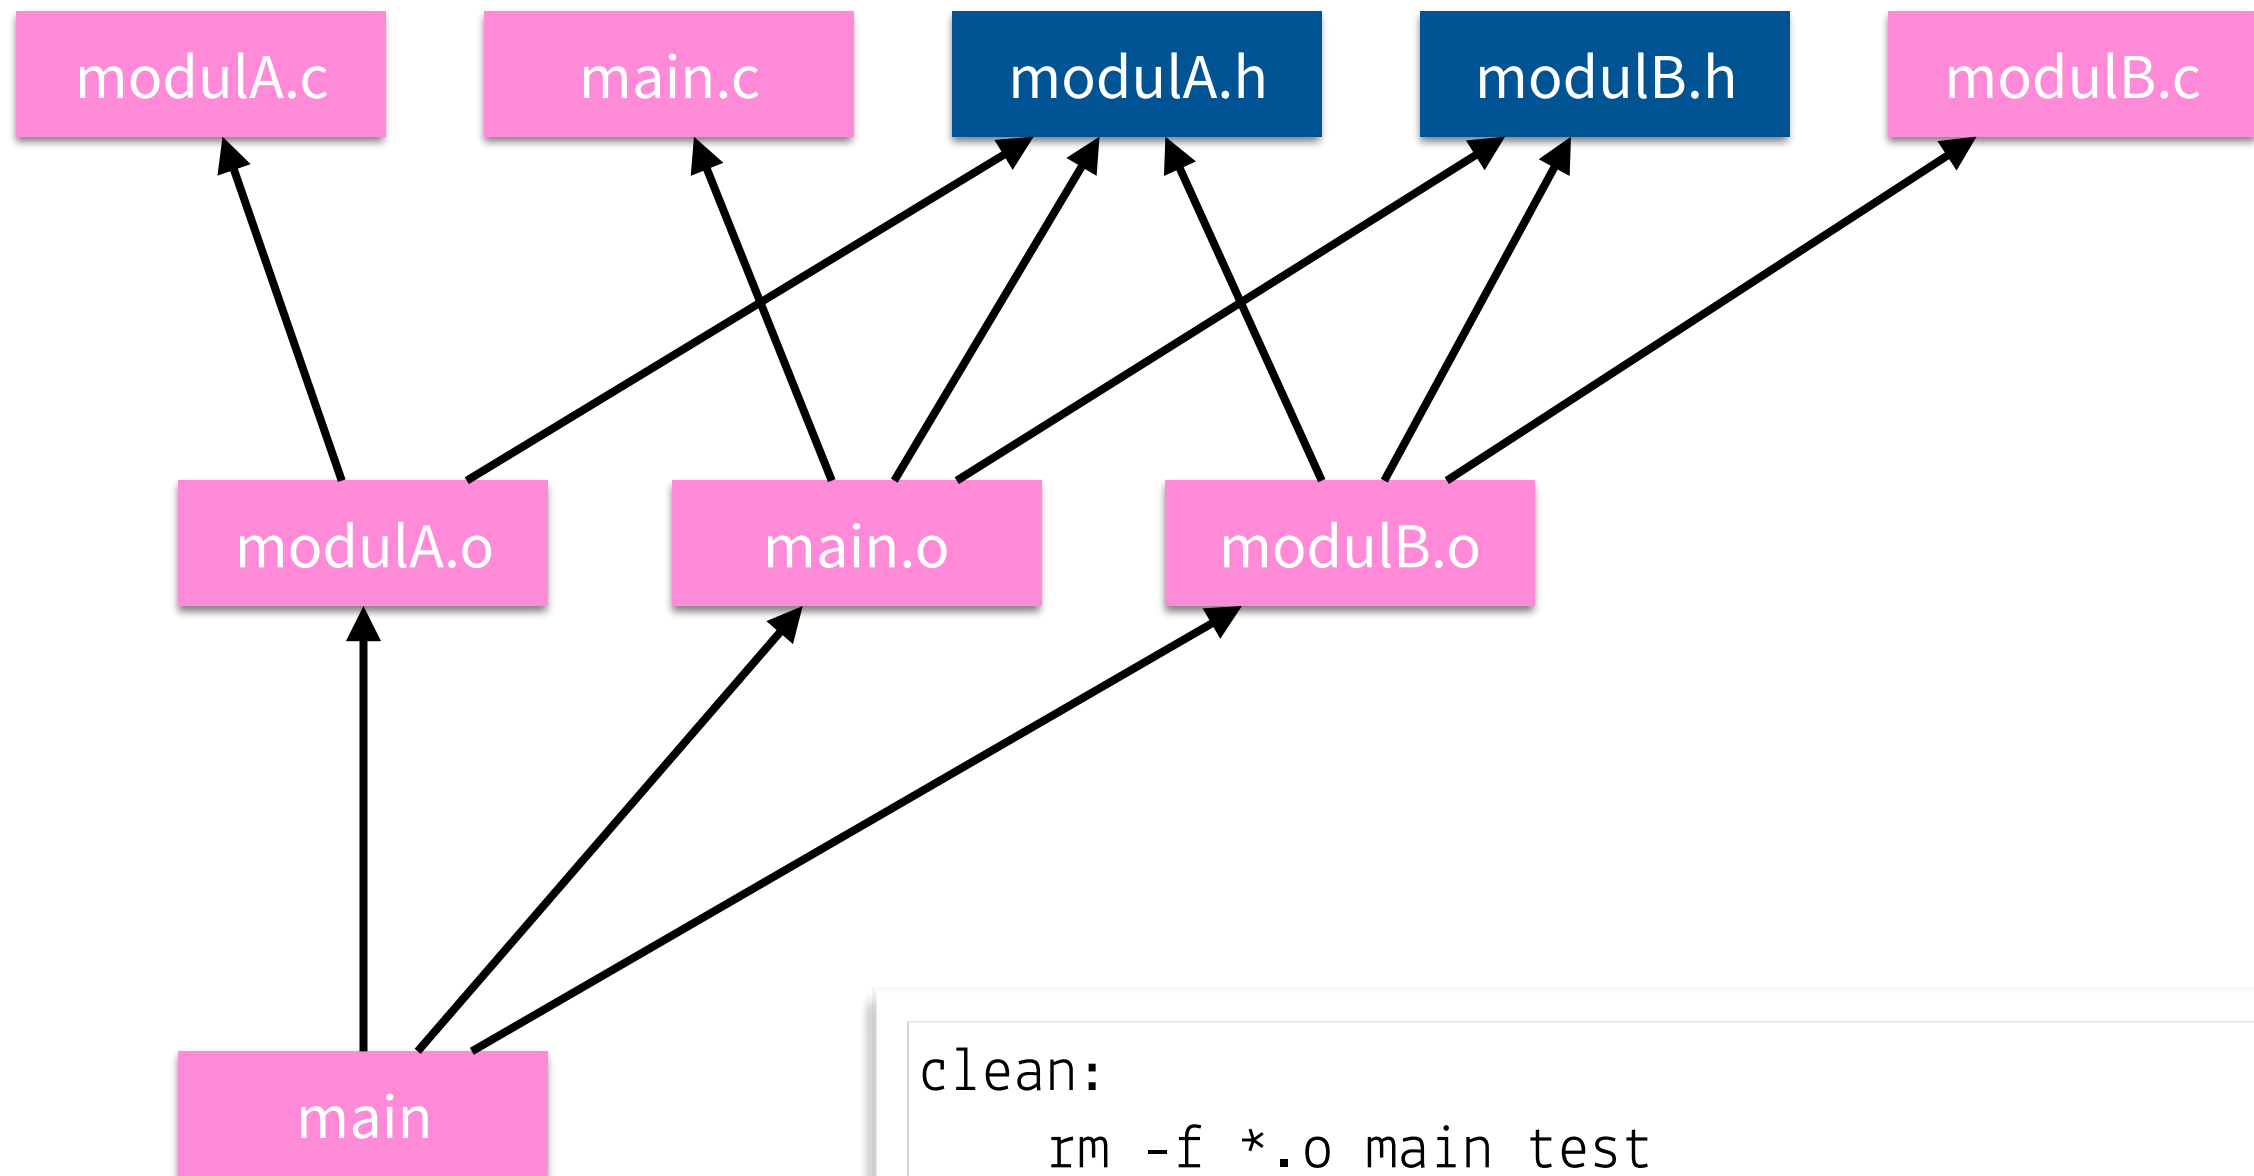 modulA.c
main.c
modulA.h
modulB.h
modulB.c
modulA.o
main.o
modulB.o
main
clean:
rm -f *.o main test